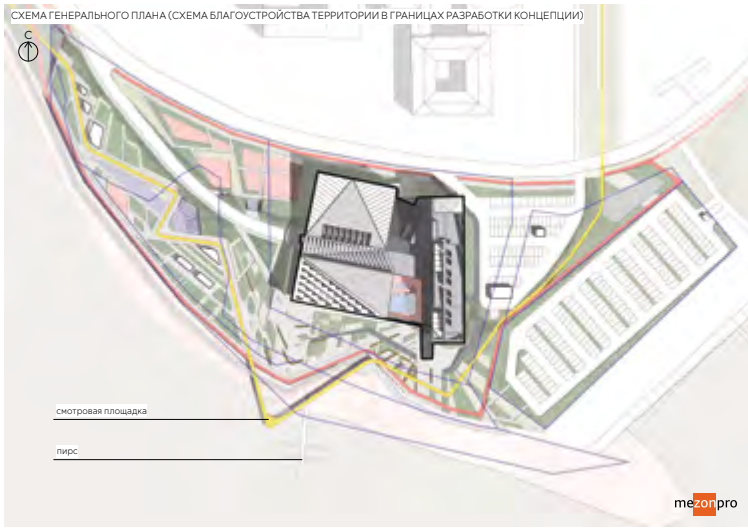 СХЕМА ГЕНЕРАЛЬНОГО ПЛАНА (СХЕМА БЛАГОУСТРОЙСТВА ТЕРРИТОРИИ В ГРАНИЦАХ РАЗРАБОТКИ КОНЦЕПЦИИ)
С
смотровая площадка
пирс
mezonpro